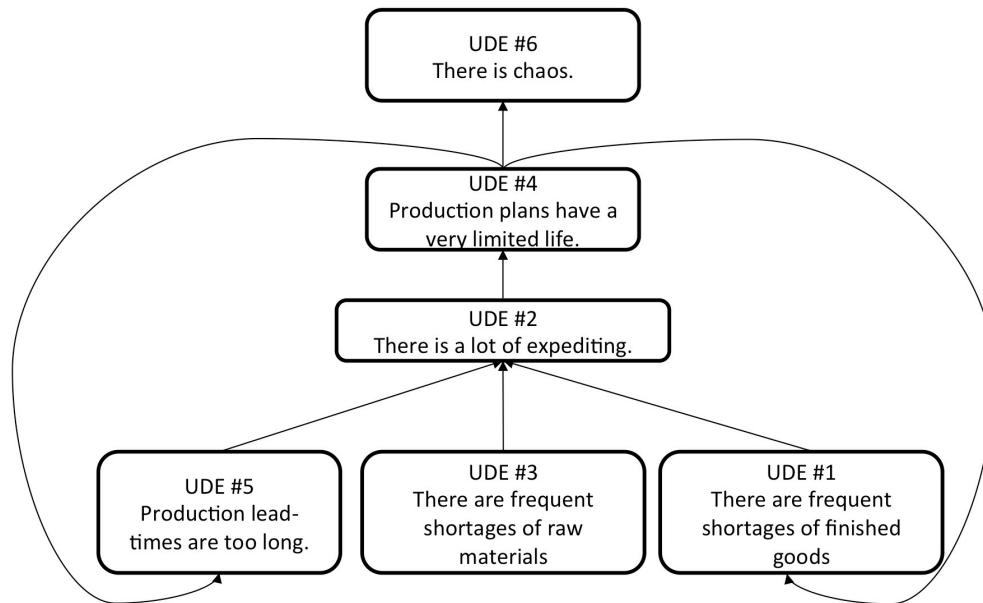 UDE #6
There is chaos.
UDE #4
Production plans have a
very limited life.
UDE #2
There is a lot of expediting.
UDE #5
Production lead-
times are too long.
UDE #3
There are frequent
shortages of raw
materials
UDE #1
There are frequent
shortages of finished
goods